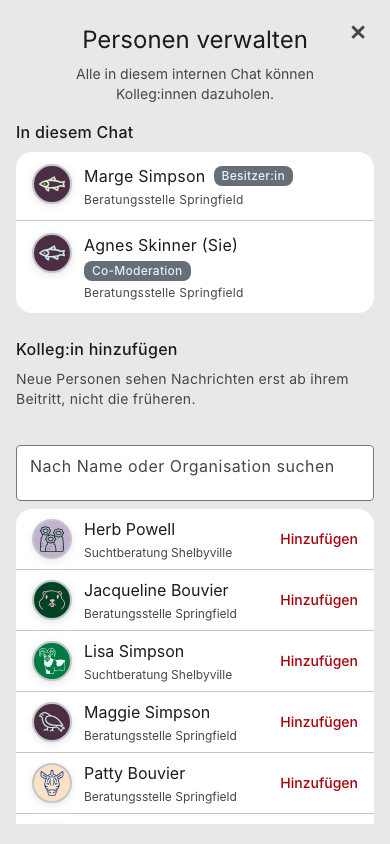 Personen verwalten
Alle in diesem internen Chat können
Kolleg:innen dazuholen.
In diesem Chat
Marge Simpson Besitzer:in
Beratungsstelle Springfield
Agnes Skinner (Sie)
Co-Moderation
Beratungsstelle Springfield
Kolleg:in hinzufügen
Neue Personen sehen Nachrichten erst ab ihrem
Beitritt, nicht die früheren.
Nach Name oder Organisation suchen
Herb Powell
Suchtberatung Shelbyville
Hinzufügen
Jacqueline Bouvier
Beratungsstelle Springfield
Hinzufügen
Lisa Simpson
Suchtberatung Shelbyville
Hinzufügen
Maggie Simpson
Beratungsstelle Springfield
Hinzufügen
Patty Bouvier
Beratungsstelle Springfield
Hinzufügen